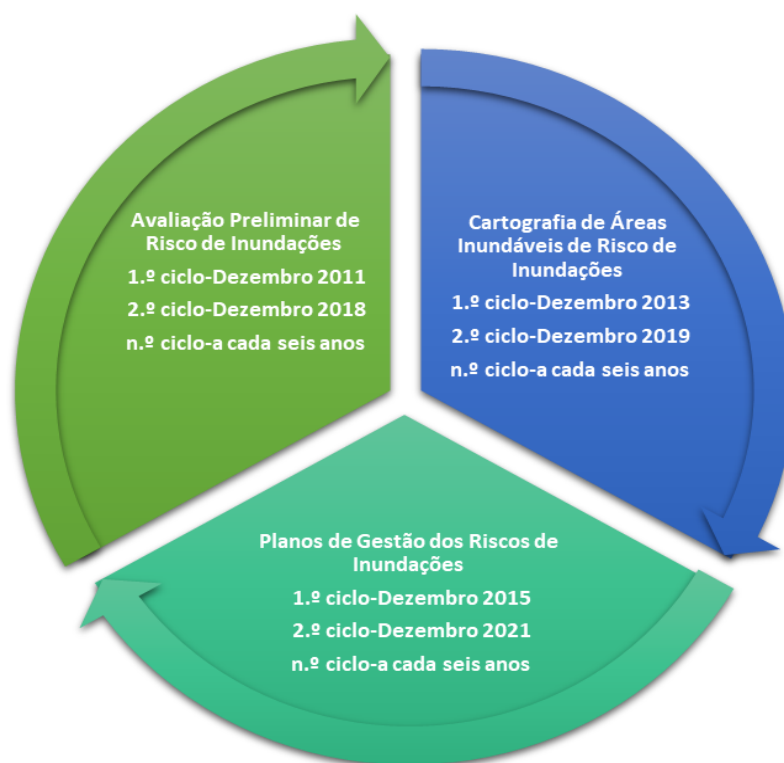 Avaliação Preliminar de
Risco de Inundações
1.º ciclo-Dezembro 2011
2.º ciclo-Dezembro 2018
n.º ciclo-a cada seis anos
Cartografia de Áreas
Inundáveis de Risco de
Inundações
1.º ciclo-Dezembro 2013
2.º ciclo-Dezembro 2019
n.º ciclo-a cada seis anos
Planos de Gestão dos Riscos de
Inundações
1.º ciclo-Dezembro 2015
2.º ciclo-Dezembro 2021
n.º ciclo-a cada seis anos